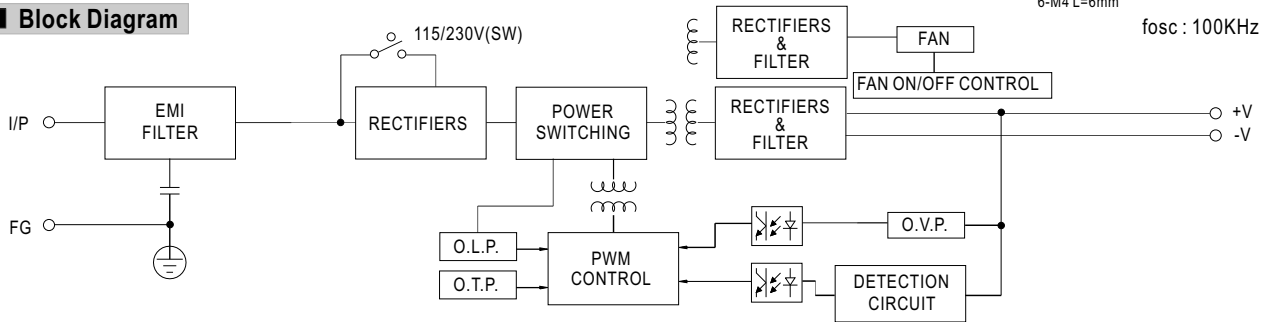 6-M4 L=6mm
Block Diagram
fosc : 100KHz
115/230V(SW)
RECTIFIERS
&
FILTER
FAN
FAN ON/OFF CONTROL
I/P
EMI
FILTER
RECTIFIERS
POWER
SWITCHING
RECTIFIERS
&
FILTER
+V
-V
FG
O.L.P.
O.T.P.
PWM
CONTROL
O.V.P.
DETECTION
CIRCUIT